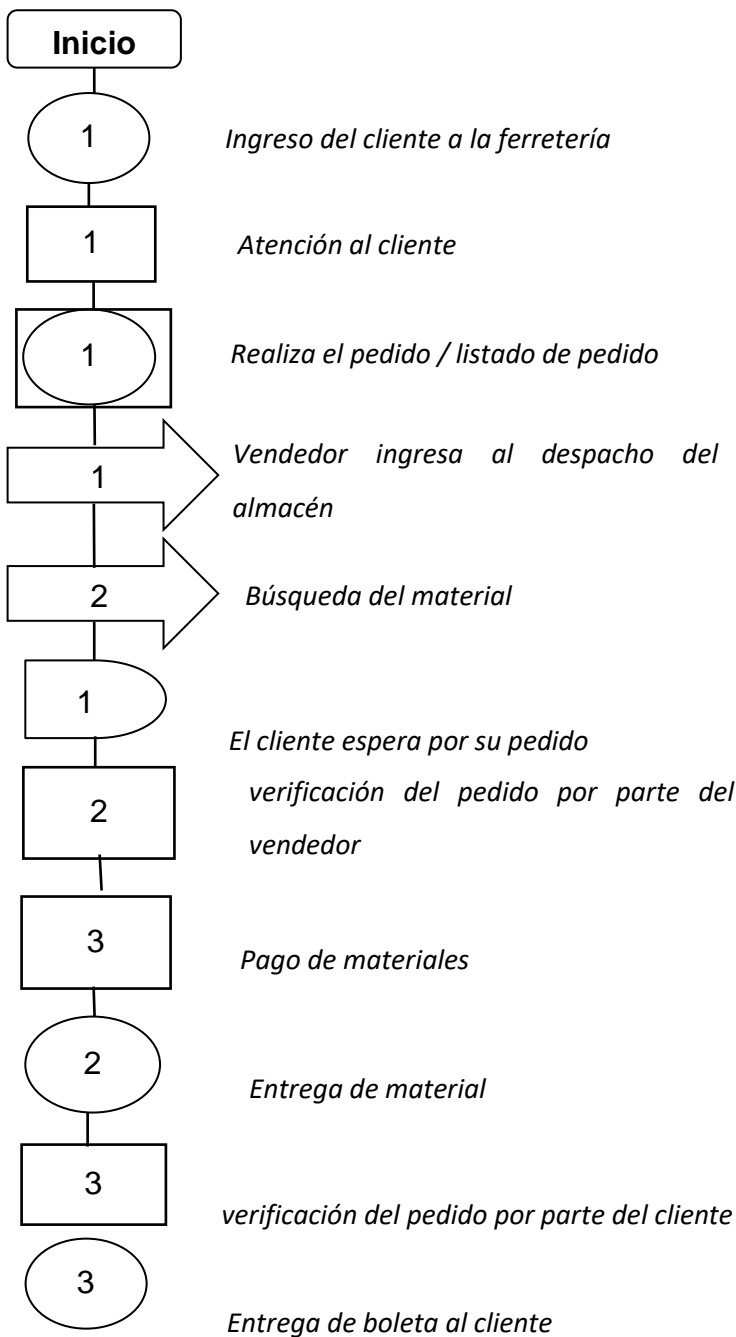 Inicio
1
Ingreso del cliente a la ferretería
1
Atención al cliente
1
Realiza el pedido / listado de pedido
1
Vendedor ingresa al despacho del
almacén
2
Búsqueda del material
1
El cliente espera por su pedido
2
verificación del pedido por parte del
vendedor
3
Pago de materiales
2
Entrega de material
3
verificación del pedido por parte del cliente
3
Entrega de boleta al cliente